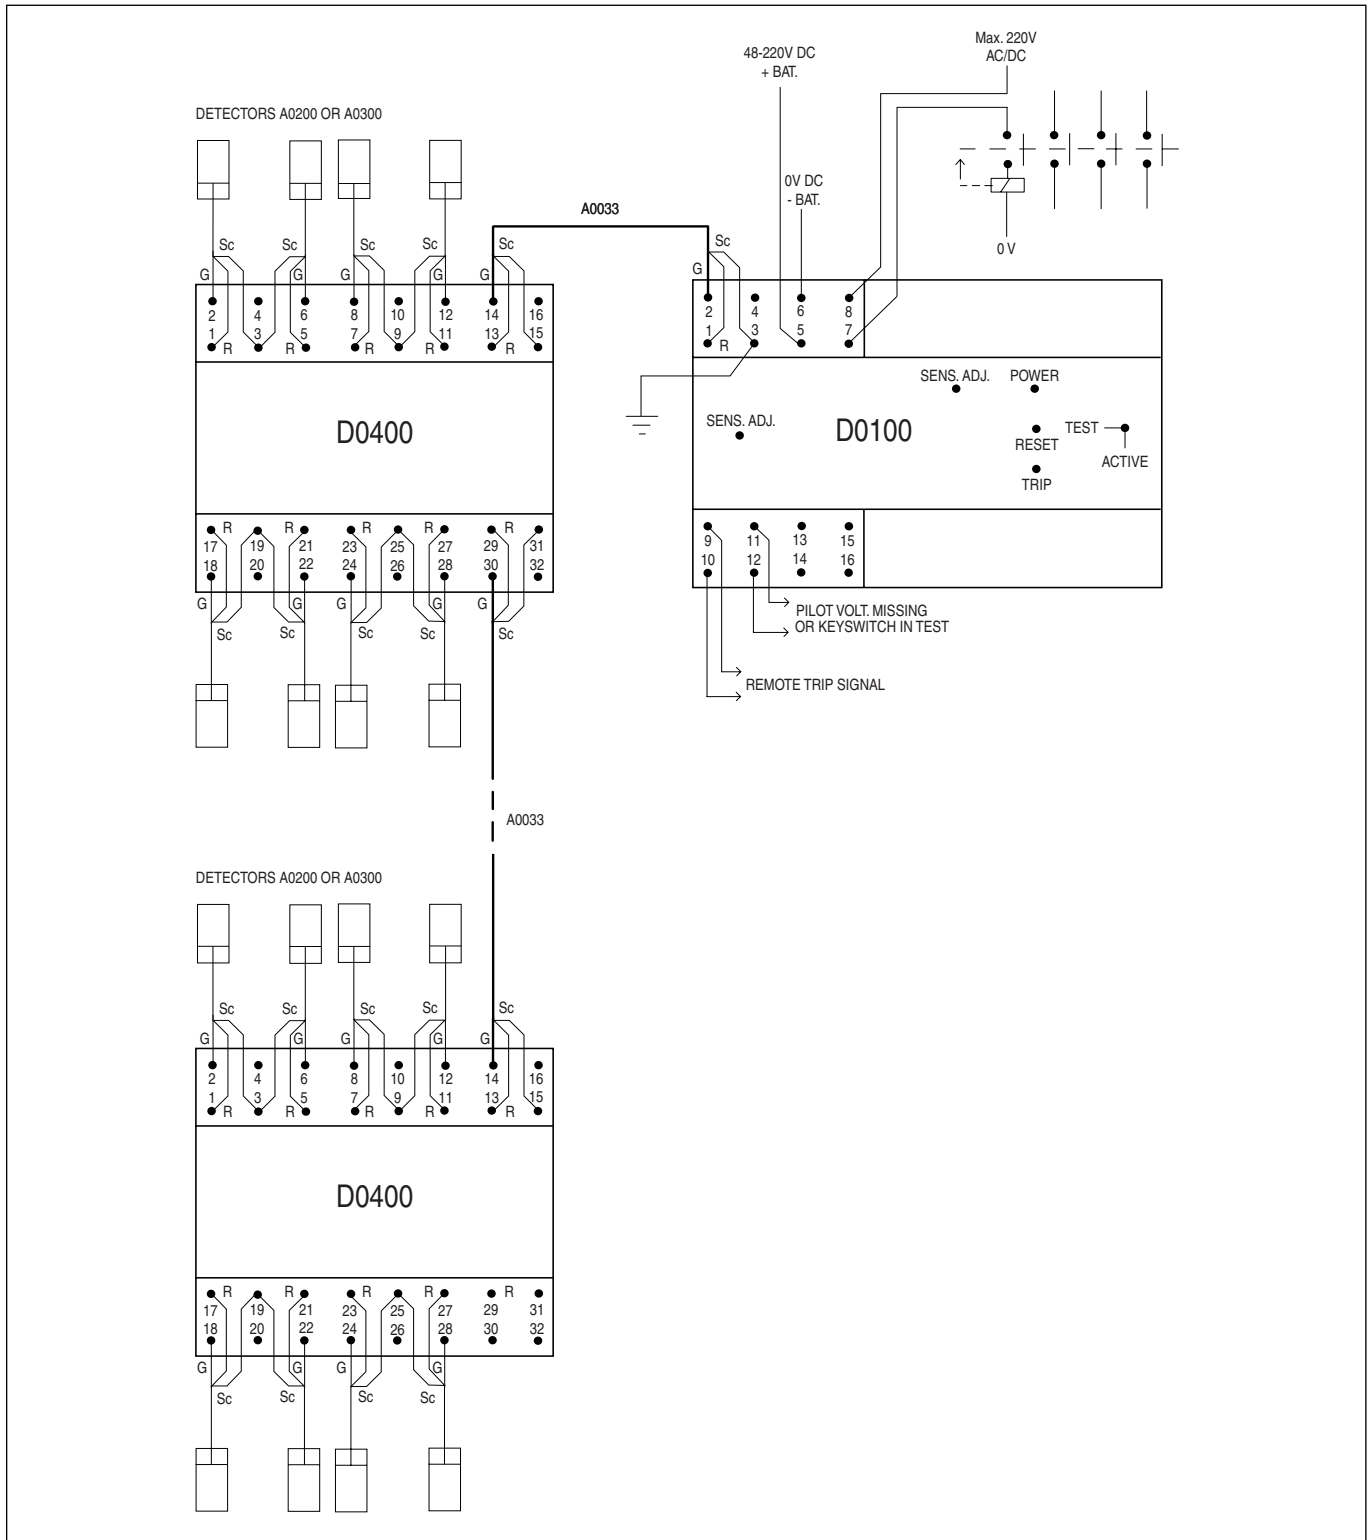 Max. 220V
AC/DC
48-220V DC
+ BAT.
DETECTORS A0200 OR A0300
0V DC
- BAT.
A0033
0 V
Sc Sc Sc Sc Sc Sc
G G G G G G
2 4 6 8 10 12 14 16
1 3 5 7 9 11 13 15
R R R R R
2 4 6 8
1 3 5 7
R
SENS. ADJ. POWER
SENS. ADJ.
D0400
D0100
TEST
RESET
ACTIVE
TRIP
R R R R R
17 19 21 23 25 27 29 31
18 20 22 24 26 28 30 32
G G G G G
Sc Sc Sc Sc Sc
9 11 13 15
10 12 14 16
PILOT VOLT. MISSING
OR KEYSWITCH IN TEST
REMOTE TRIP SIGNAL
A0033
DETECTORS A0200 OR A0300
Sc Sc Sc Sc Sc
G G G G G
2 4 6 8 10 12 14 16
1 3 5 7 9 11 13 15
R R R R R
D0400
R R R R R
17 19 21 23 25 27 29 31
18 20 22 24 26 28 30 32
G G G G
Sc Sc Sc Sc